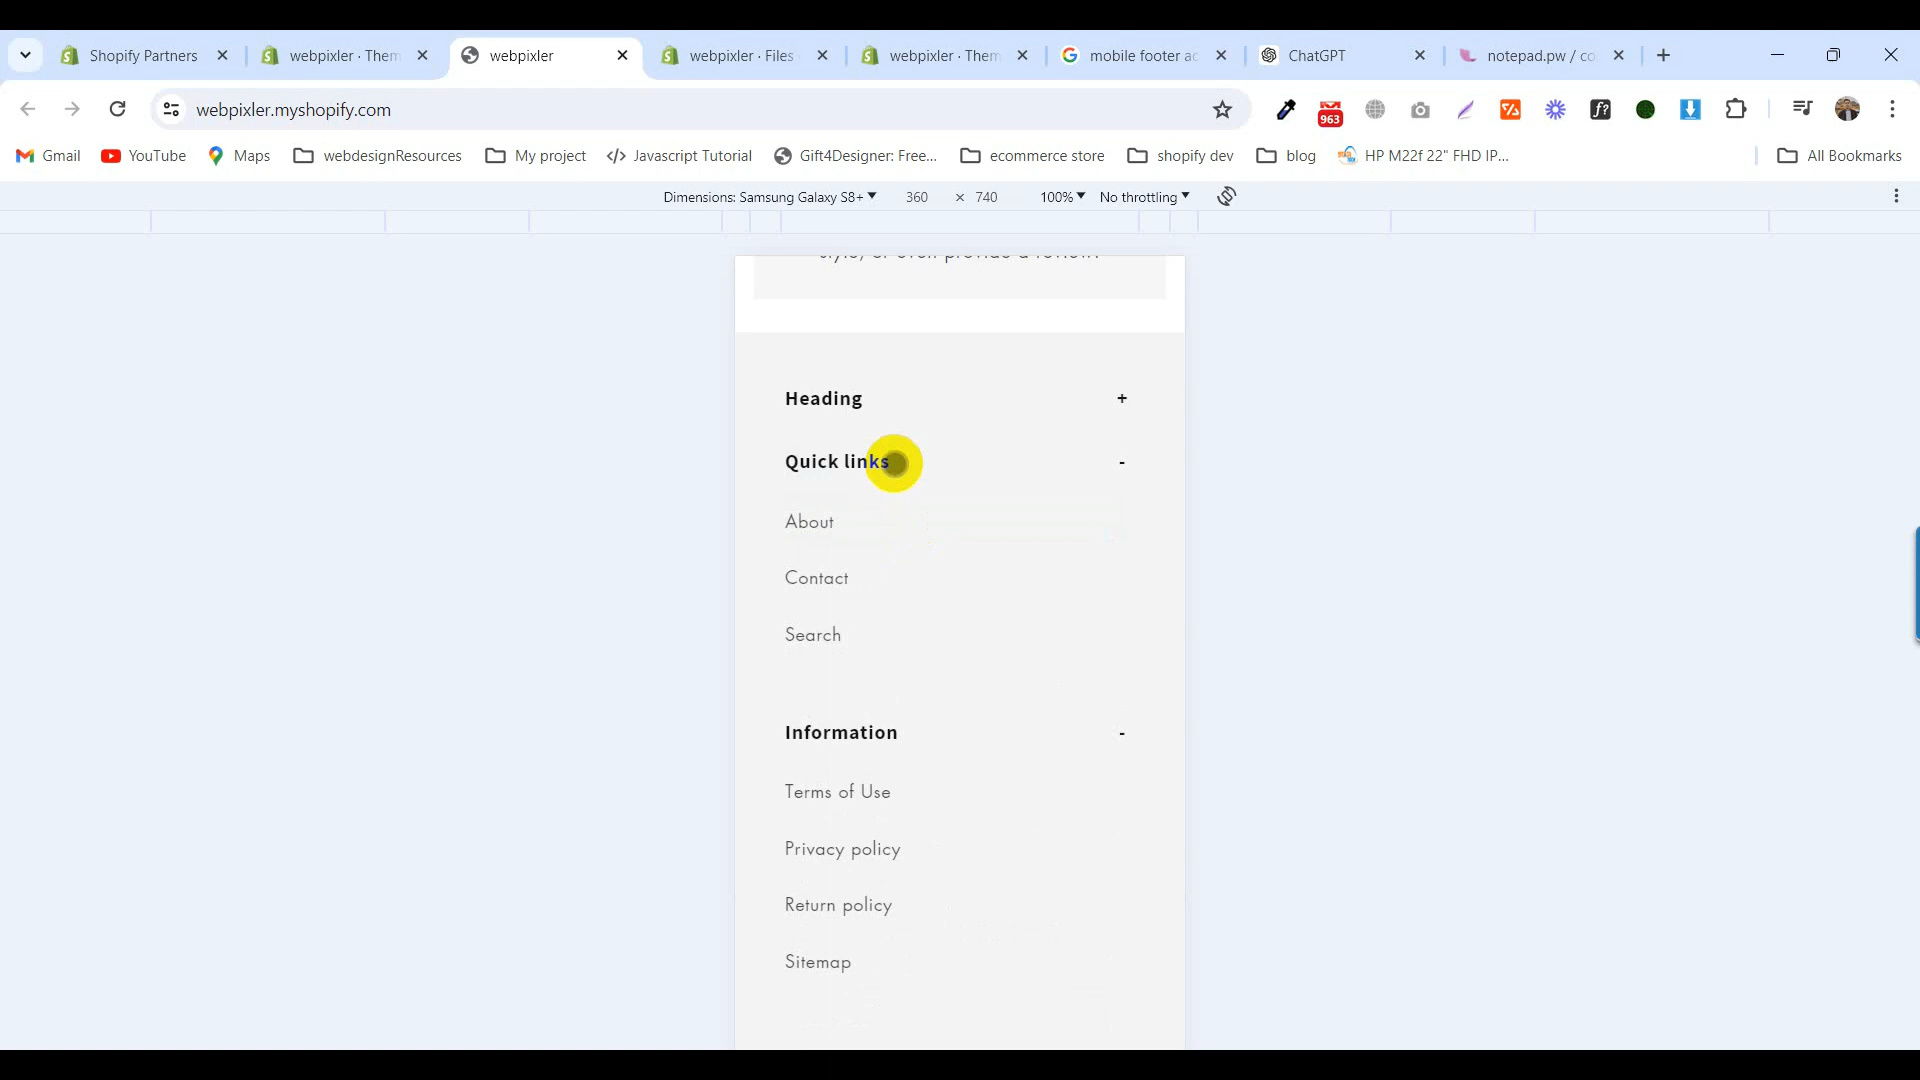 Shopify Partners
webpixler · Them
webpixler
webpixler · Files
webpixler · Them
mobile footer ac
ChatGPT
notepad.pw / co
webpixler.myshopify.com
963
f?
Gmail
YouTube
Maps
webdesignResources
My project
Javascript Tutorial
Gift4Designer: Free...
ecommerce store
shopify dev
blog
HP M22f 22" FHD IP...
All Bookmarks
Dimensions: Samsung Galaxy S8+ 360 × 740 100% No throttling
Heading +
Quick links -
About
Contact
Search
Information -
Terms of Use
Privacy policy
Return policy
Sitemap